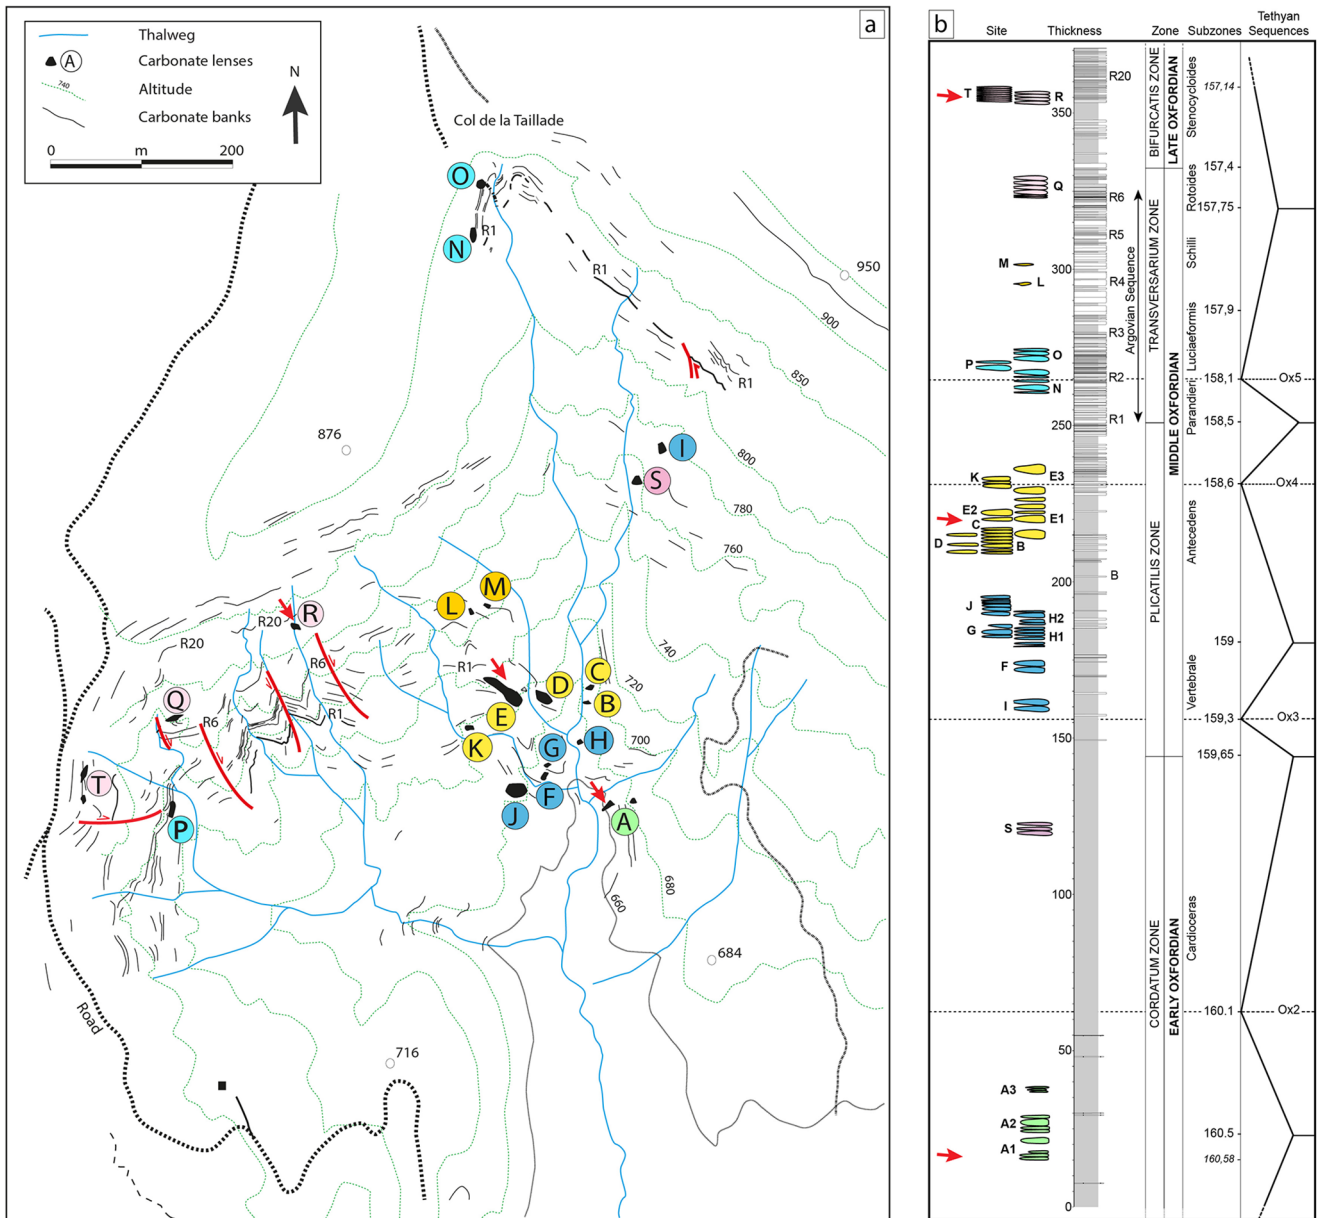 a
Thalweg
A
Carbonate lenses
740
Altitude
Carbonate banks
N
0 m 200
Col de la Taillade
O
N
R1
R1
R1
950
900
850
800
780
760
740
720
700
680
660
876
I
S
M
L
R
R20
R20
R6
R1
R1
Q
R6
T
P
C
D
B
E
K
G
H
F
J
A
684
716
Road
b
Site
Thickness
Zone
Subzones
Tethyan
Sequences
T
R
Q
M
L
O
P
N
K
E3
E2
E1
C
D
B
J
H2
G
H1
F
I
S
A3
A2
A1
350
300
250
200
150
100
50
0
R20
R6
R5
R4
R3
R2
R1
B
Argovian Sequence
BIFURCATIS ZONE
TRANSVERSARIUM ZONE
PLICATILIS ZONE
CORDATUM ZONE
LATE OXFORDIAN
MIDDLE OXFORDIAN
EARLY OXFORDIAN
Stenocycloides
Rotoides
Schilli
Luciaeformis
Parandieri
Antecedens
Vertebrale
Cardioceras
157,14
157,4
157,75
157,9
158,1
158,5
158,6
159
159,3
159,65
160.1
160.5
160,58
Ox5
Ox4
Ox3
Ox2